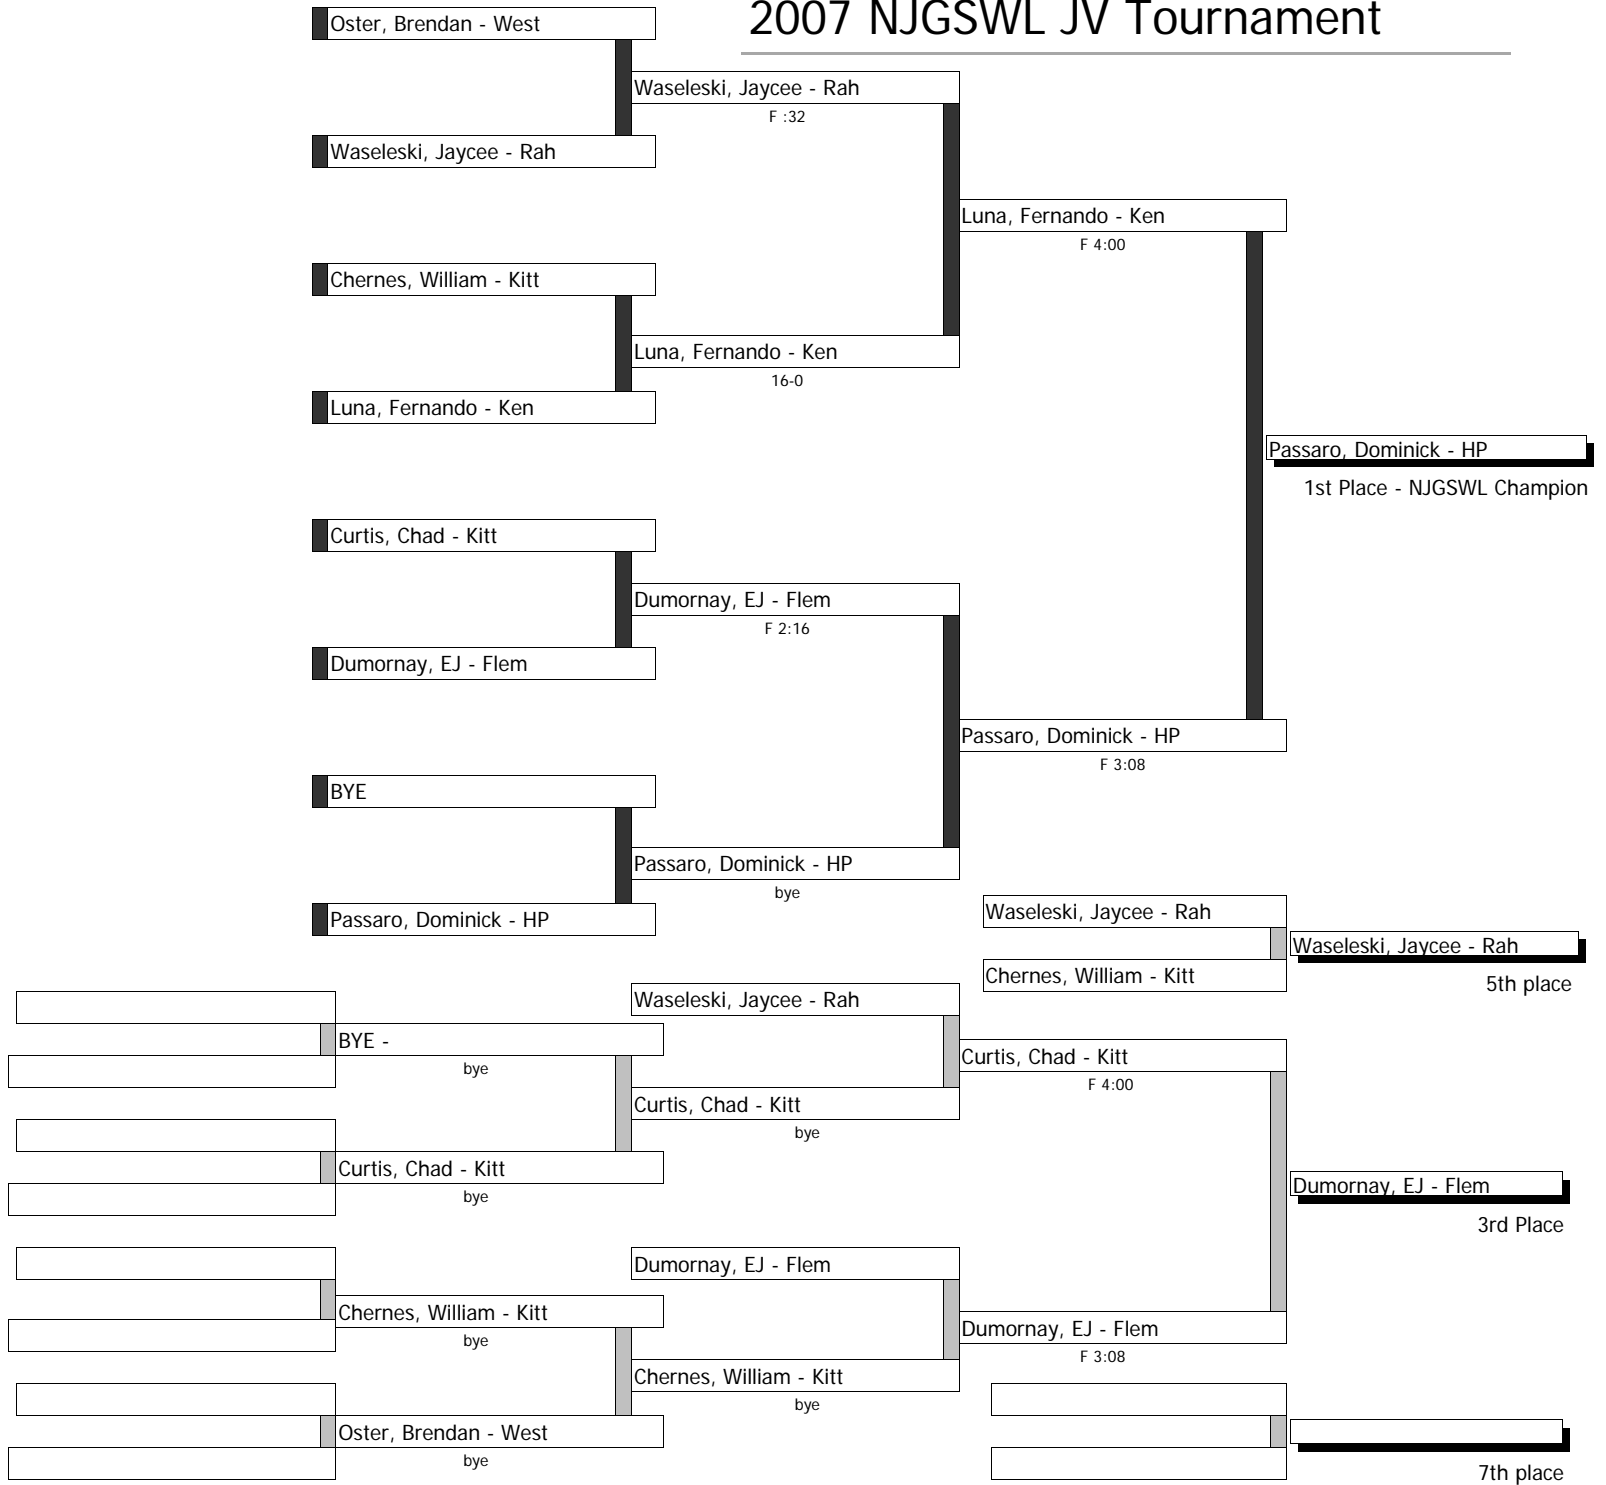 2007 NJGSWL JV Tournament
Oster, Brendan - West
Waseleski, Jaycee - Rah
F :32
Waseleski, Jaycee - Rah
Luna, Fernando - Ken
F 4:00
Chernes, William - Kitt
Luna, Fernando - Ken
16-0
Luna, Fernando - Ken
Passaro, Dominick - HP
1st Place - NJGSWL Champion
Curtis, Chad - Kitt
Dumornay, EJ - Flem
F 2:16
Dumornay, EJ - Flem
Passaro, Dominick - HP
F 3:08
BYE
Passaro, Dominick - HP
bye
Passaro, Dominick - HP
Waseleski, Jaycee - Rah
Waseleski, Jaycee - Rah
Chernes, William - Kitt
5th place
Waseleski, Jaycee - Rah
BYE -
bye
Curtis, Chad - Kitt
F 4:00
Curtis, Chad - Kitt
bye
Curtis, Chad - Kitt
bye
Dumornay, EJ - Flem
3rd Place
Dumornay, EJ - Flem
Chernes, William - Kitt
bye
Dumornay, EJ - Flem
F 3:08
Chernes, William - Kitt
bye
Oster, Brendan - West
bye
7th place